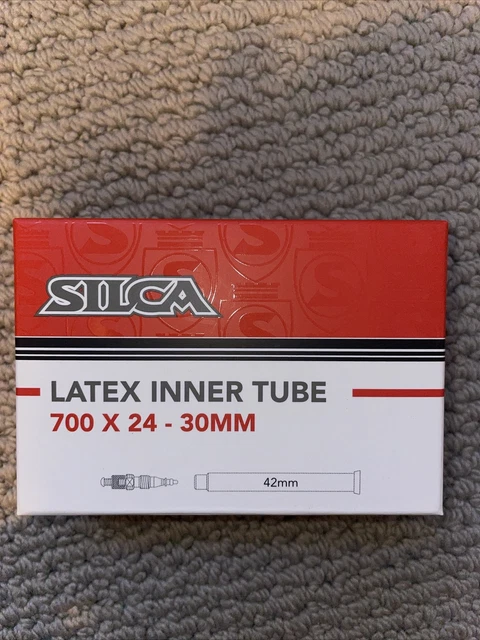 SILCA
LATEX INNER TUBE
700 X 24 - 30MM
42mm